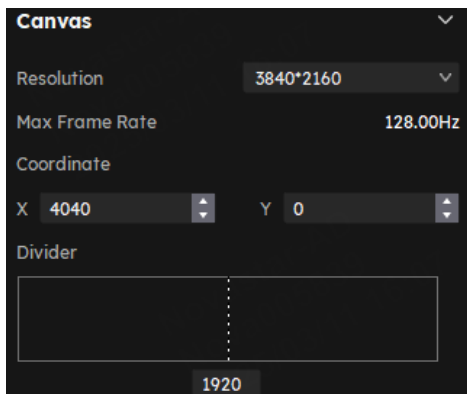 Canvas
Resolution 3840*2160
Max Frame Rate 128.00Hz
Coordinate
X 4040 Y 0
Divider
1920